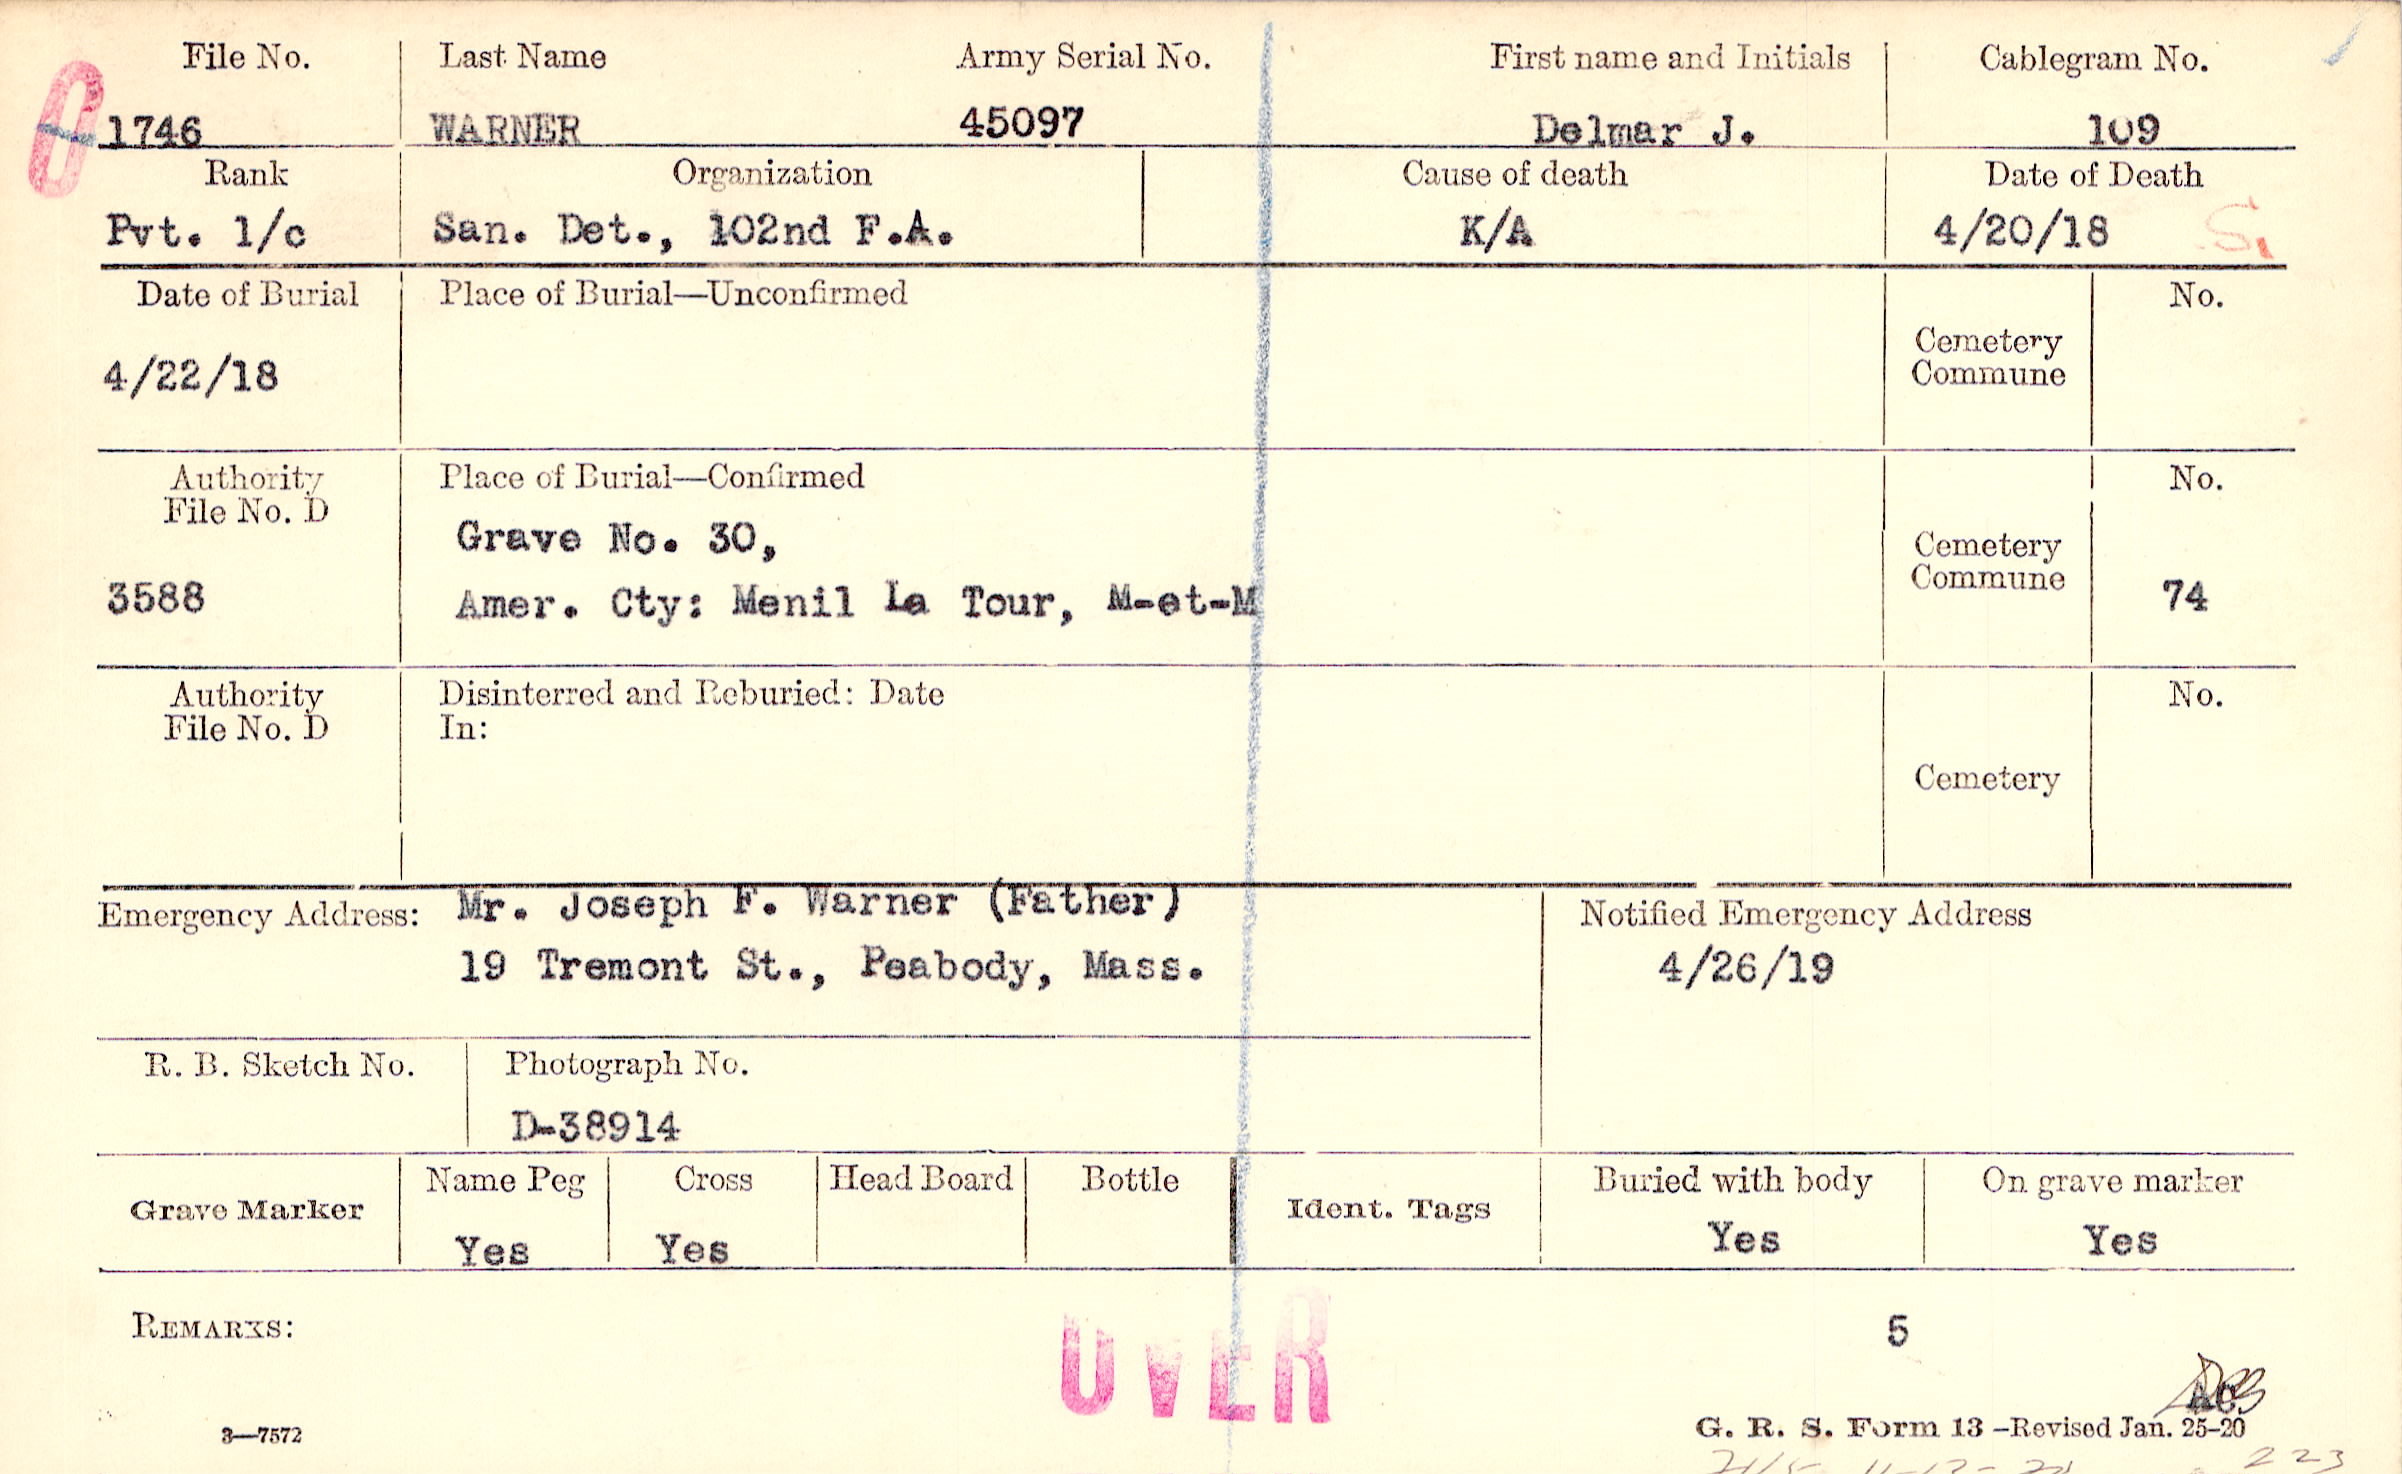 File No. Last Name Army Serial No. First name and Initials Cablegram No.
O 1746 WARNER 45097 Delmar J. 109
Rank Organization Cause of death Date of Death
Pvt. 1/c San. Det., 102nd F.A. K/A 4/20/18 S.
Date of Burial Place of Burial—Unconfirmed No.
Cemetery
Commune
4/22/18
Authority Place of Burial—Confirmed No.
File No. D
Grave No. 30,
Cemetery
Commune
3588 Amer. Cty: Menil La Tour, M-et-M 74
Authority Disinterred and Reburied: Date No.
File No. D In:
Cemetery
Emergency Address: Mr. Joseph F. Warner (Father) Notified Emergency Address
19 Tremont St., Peabody, Mass. 4/26/19
R. B. Sketch No. Photograph No.
D-38914
Grave Marker Name Peg Cross Head Board Bottle Ident. Tags Buried with body On grave marker
Yes Yes Yes Yes
REMARKS: 5
OVER
3—7572 G. R. S. Form 13 —Revised Jan. 25-20
223